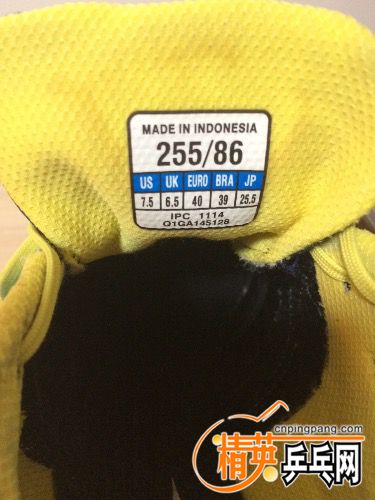 MADE IN INDONESIA
255/86
US UK EURO BRA JP
7.5 6.5 40 39 25.5
IPC 1114
Q1GA145128
cnpingpang.com
精英乒乓网